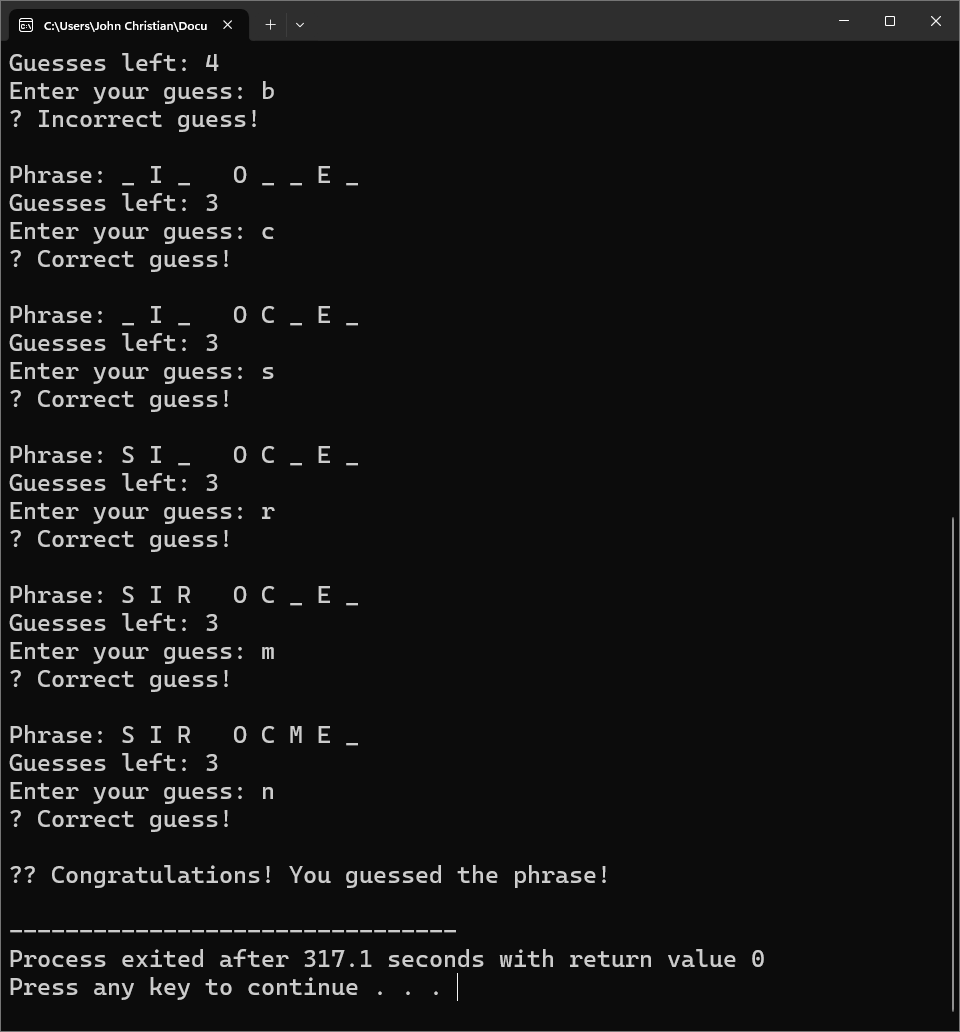 C:\Users\John Christian\Docu
Guesses left: 4
Enter your guess: b
? Incorrect guess!
Phrase: _ I _   O _ _ E _
Guesses left: 3
Enter your guess: c
? Correct guess!
Phrase: _ I _   O C _ E _
Guesses left: 3
Enter your guess: s
? Correct guess!
Phrase: S I _   O C _ E _
Guesses left: 3
Enter your guess: r
? Correct guess!
Phrase: S I R   O C _ E _
Guesses left: 3
Enter your guess: m
? Correct guess!
Phrase: S I R   O C M E _
Guesses left: 3
Enter your guess: n
? Correct guess!
?? Congratulations! You guessed the phrase!
--------------------------------
Process exited after 317.1 seconds with return value 0
Press any key to continue . . .